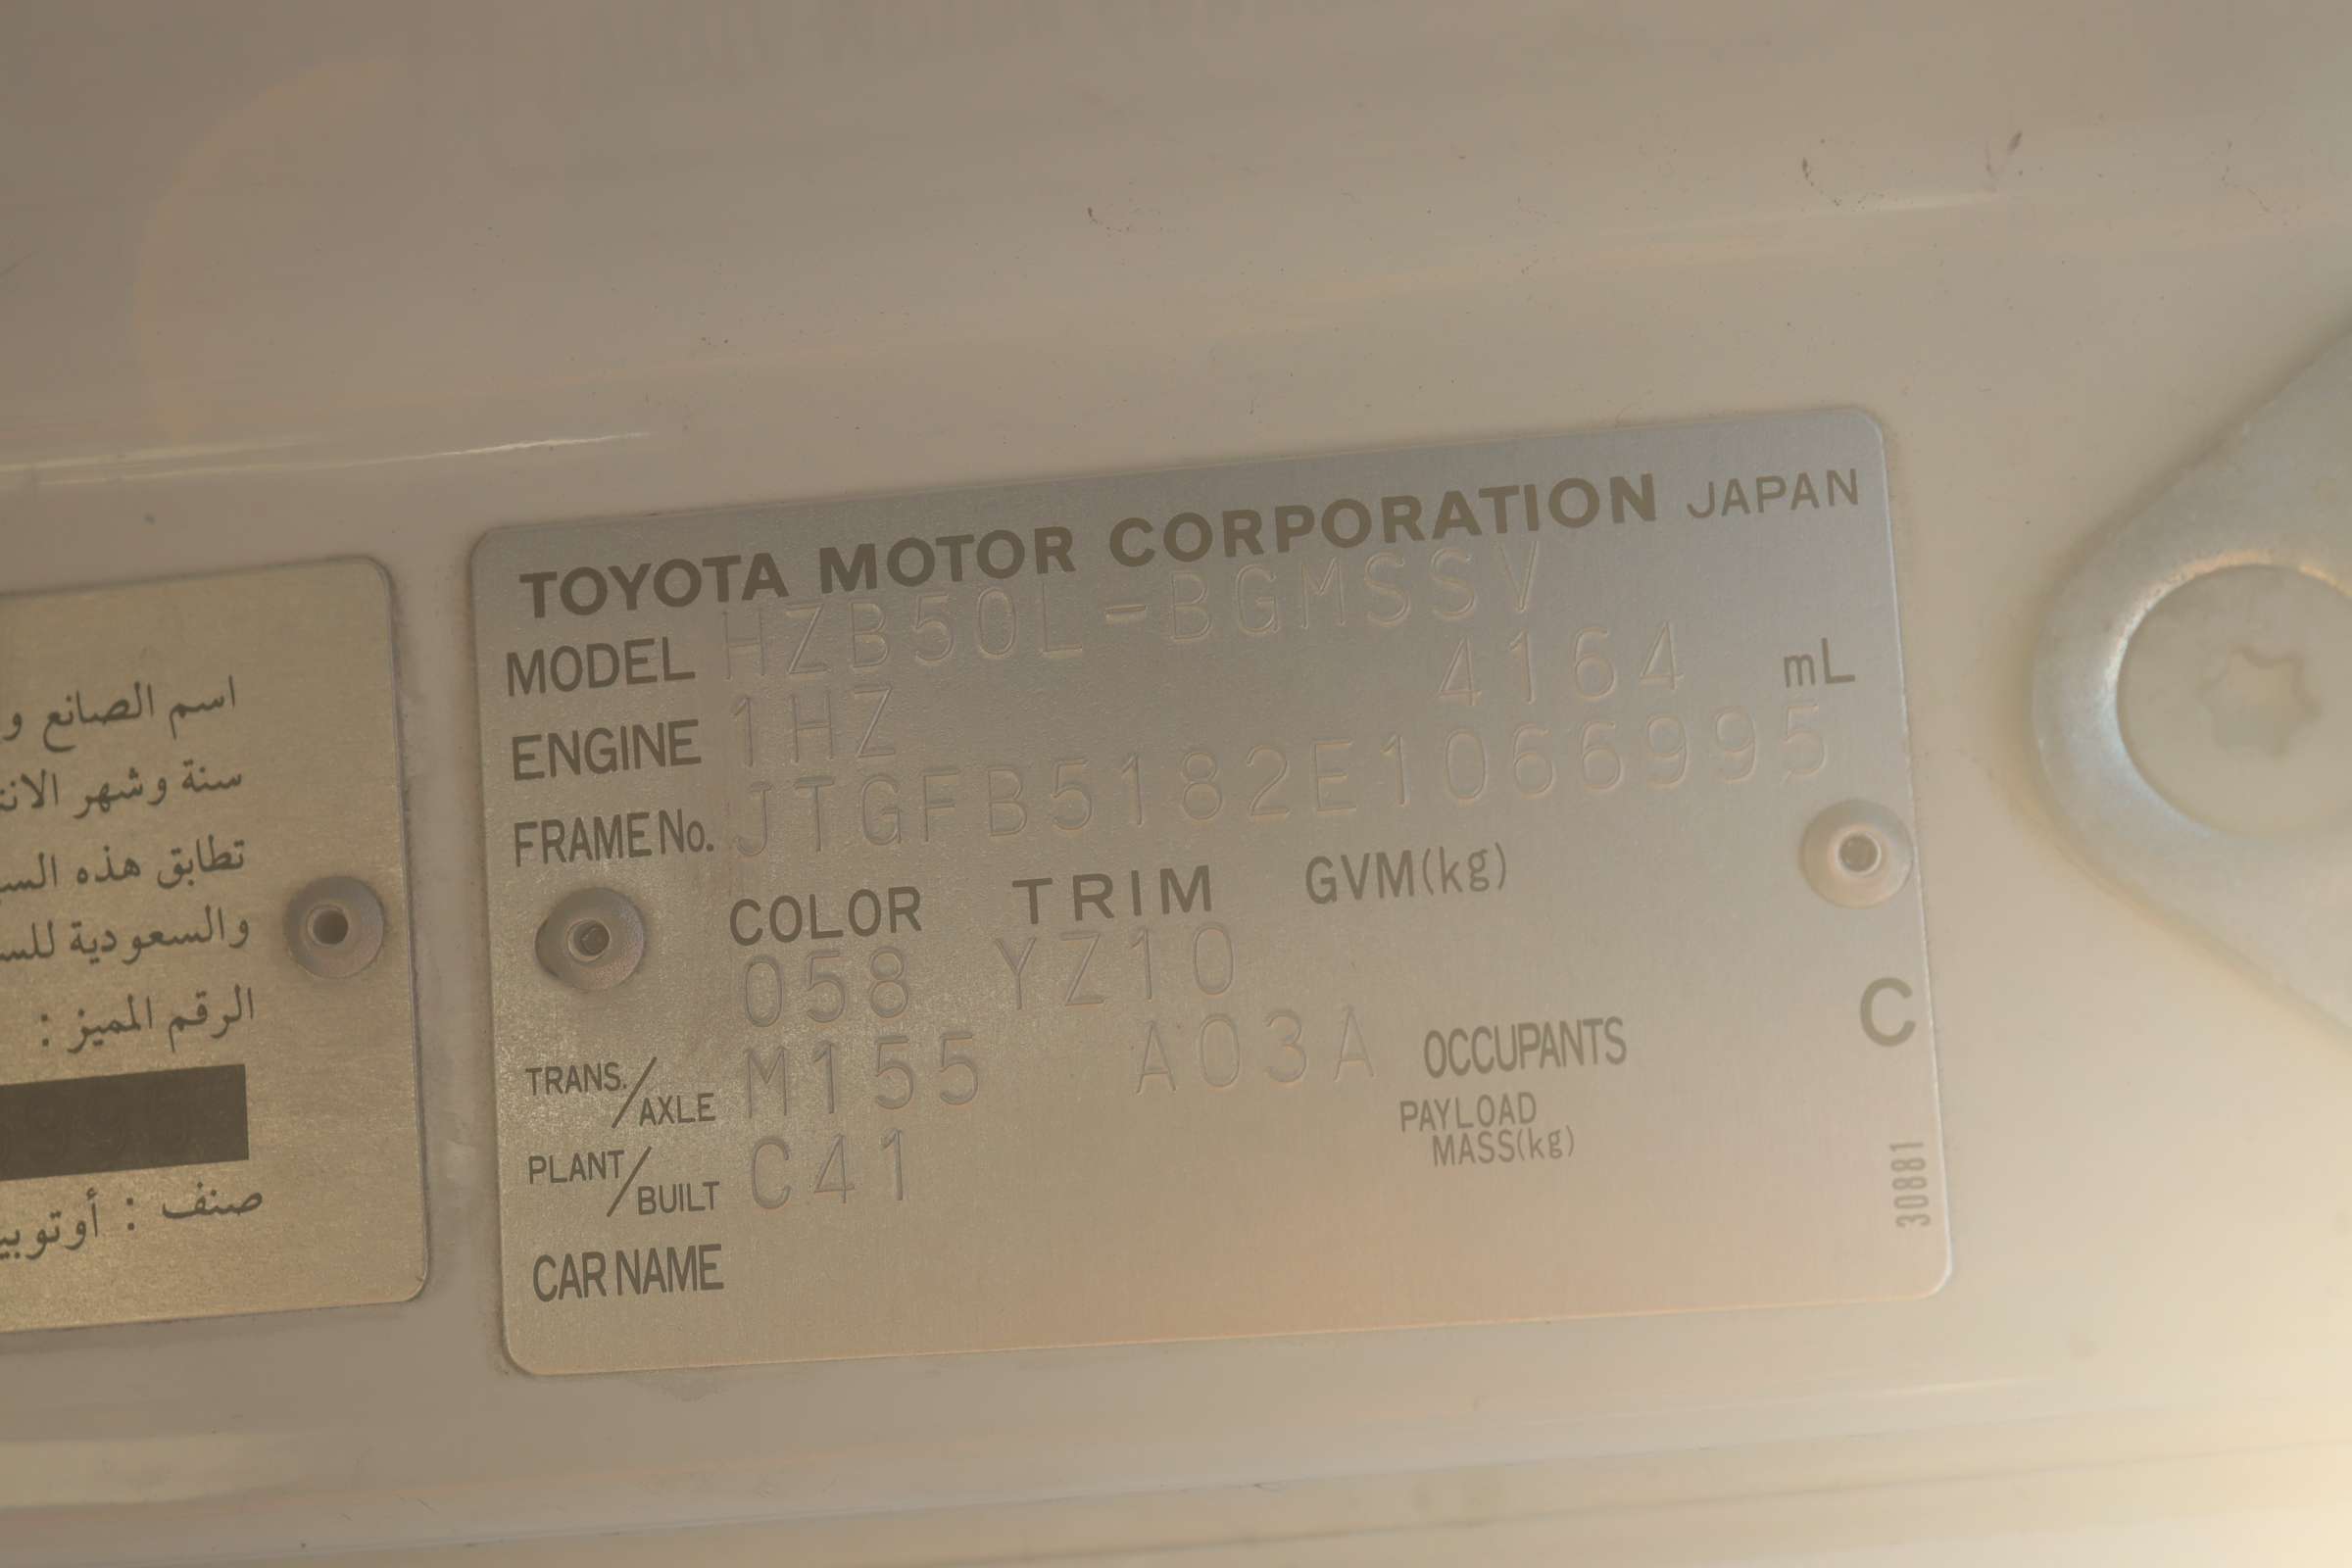 اسم الصانع و
سنة وشهر
تطابق هذه
والسعودية
الرقم المميز :
صنف :
TOYOTA MOTOR CORPORATION JAPAN
MODEL HZB50L-BGMSSV
ENGINE 1HZ 4164 mL
FRAME No. JTGFB5182E1066995
COLOR TRIM GVM(kg)
058 YZ10
TRANS./AXLE M155 A03A OCCUPANTS C
PAYLOAD
MASS(kg)
PLANT/BUILT C41
CAR NAME
30881